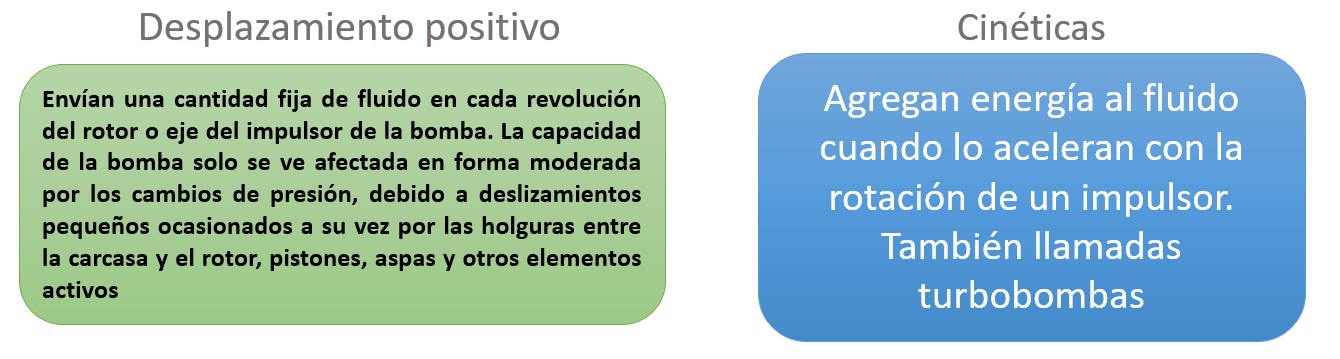 Desplazamiento positivo
Envían una cantidad fija de fluido en cada revolución
del rotor o eje del impulsor de la bomba. La capacidad
de la bomba solo se ve afectada en forma moderada
por los cambios de presión, debido a deslizamientos
pequeños ocasionados a su vez por las holguras entre
la carcasa y el rotor, pistones, aspas y otros elementos
activos
Cinéticas
Agregan energía al fluido
cuando lo aceleran con la
rotación de un impulsor.
También llamadas
turbobombas